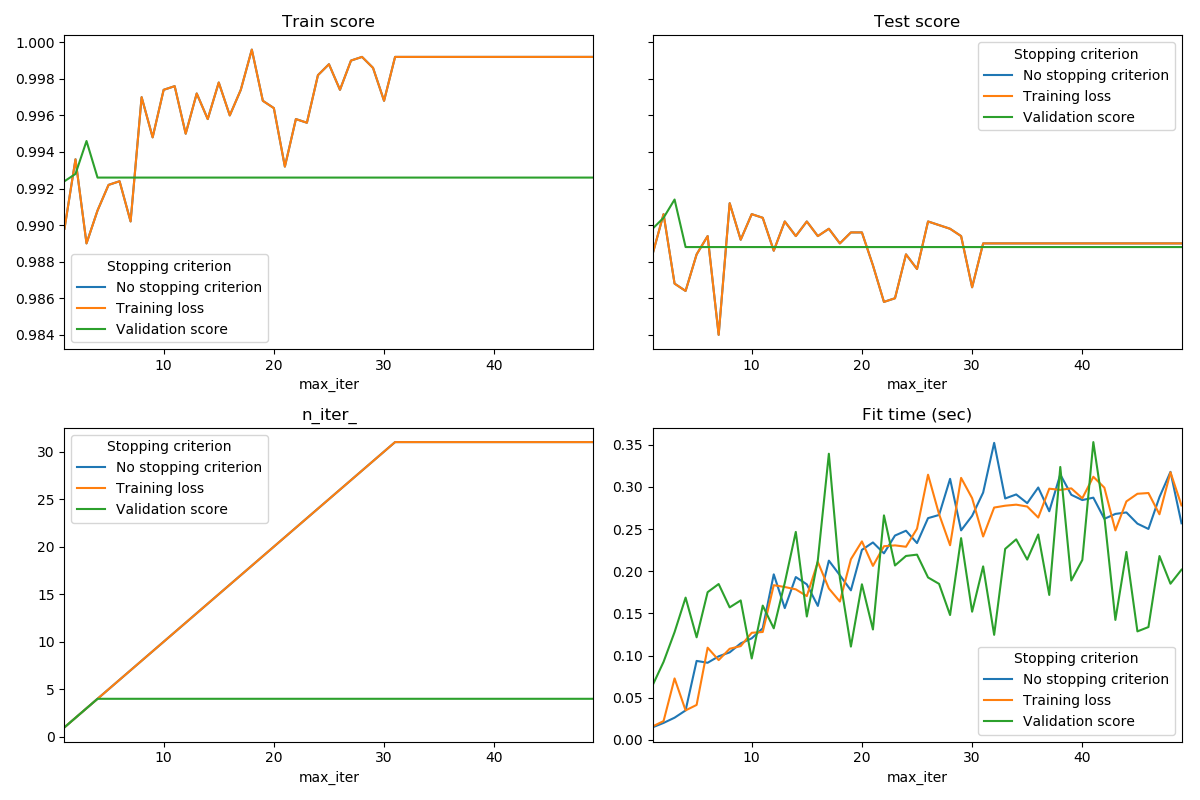 Train score
1.000
0.998
0.996
0.994
0.992
0.990
0.988
0.986
0.984
Stopping criterion
No stopping criterion
Training loss
Validation score
10
20
30
40
max_iter
Test score
Stopping criterion
No stopping criterion
Training loss
Validation score
10
20
30
40
max_iter
n_iter_
30
25
20
15
10
5
0
Stopping criterion
No stopping criterion
Training loss
Validation score
10
20
30
40
max_iter
Fit time (sec)
0.35
0.30
0.25
0.20
0.15
0.10
0.05
0.00
Stopping criterion
No stopping criterion
Training loss
Validation score
10
20
30
40
max_iter